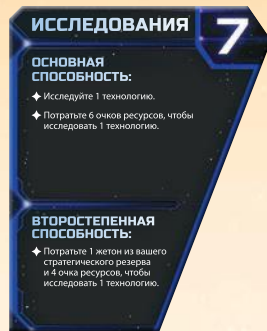 ИССЛЕДОВАНИЯ 7
ОСНОВНАЯ
СПОСОБНОСТЬ:
Исследуйте 1 технологию.
Потратьте 6 очков ресурсов, чтобы
исследовать 1 технологию.
ВТОРОСТЕПЕННАЯ
СПОСОБНОСТЬ:
Потратьте 1 жетон из вашего
стратегического резерва
и 4 очка ресурсов, чтобы
исследовать 1 технологию.